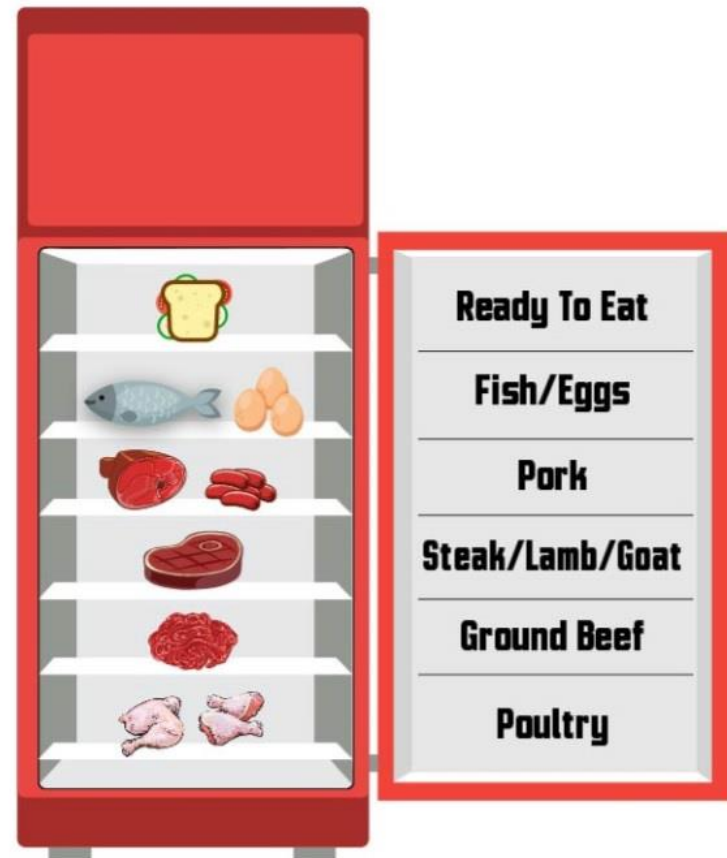 Ready To Eat
Fish/Eggs
Pork
Steak/Lamb/Goat
Ground Beef
Poultry